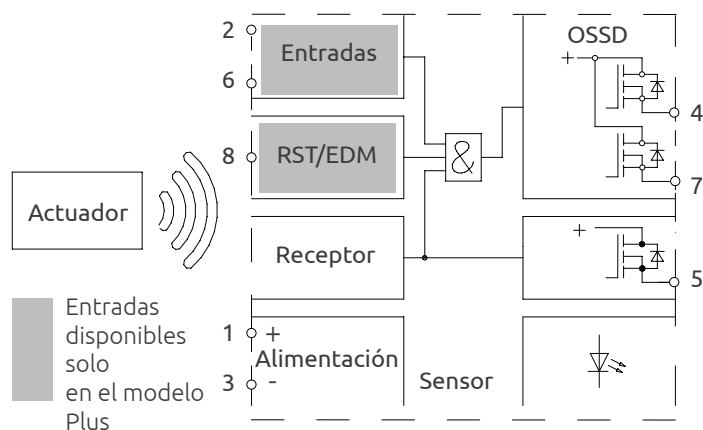 2
Entradas
6
8
RST/EDM
&
OSSD
+
4
7
Actuador
Receptor
+
5
Entradas
disponibles
solo
en el modelo
Plus
1
+
Alimentación
3
-
Sensor